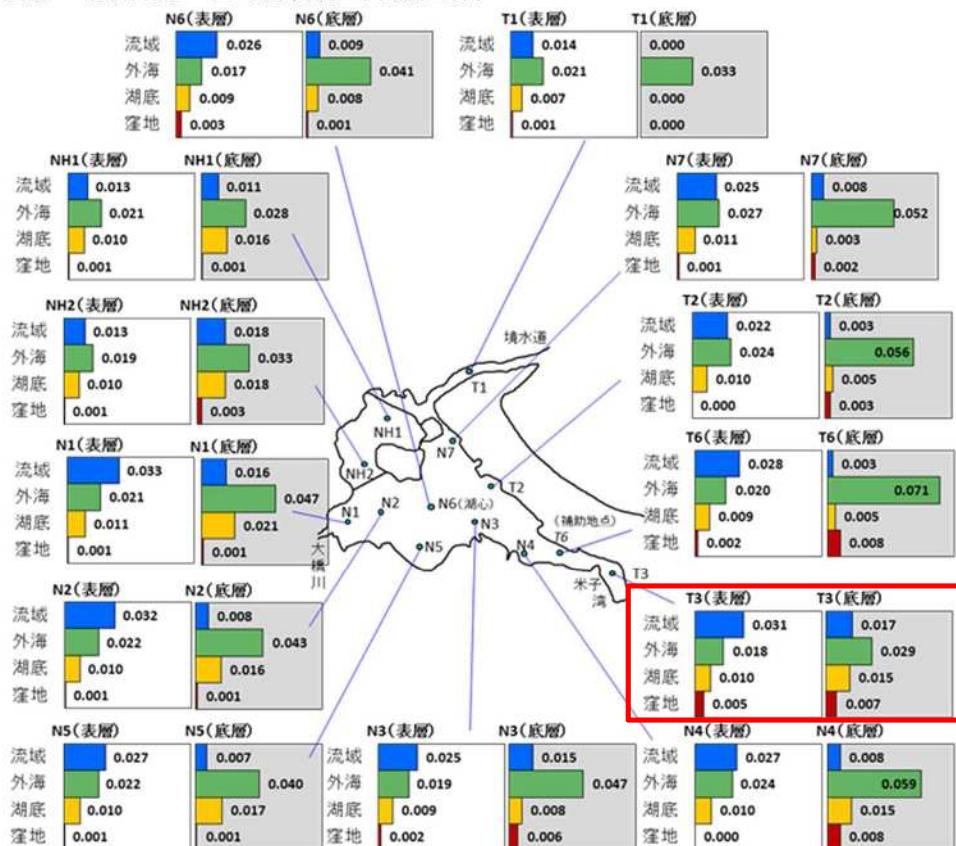 N6(表層) N6(底層)
流域 0.026 0.009
外海 0.017 0.041
湖底 0.009 0.008
窪地 0.003 0.001
T1(表層) T1(底層)
流域 0.014 0.000
外海 0.021 0.033
湖底 0.007 0.000
窪地 0.001 0.000
NH1(表層) NH1(底層)
流域 0.013 0.011
外海 0.021 0.028
湖底 0.010 0.016
窪地 0.001 0.001
N7(表層) N7(底層)
流域 0.025 0.008
外海 0.027 0.052
湖底 0.011 0.003
窪地 0.001 0.002
NH2(表層) NH2(底層)
流域 0.013 0.018
外海 0.019 0.033
湖底 0.010 0.018
窪地 0.001 0.003
T2(表層) T2(底層)
流域 0.022 0.003
外海 0.024 0.056
湖底 0.010 0.005
窪地 0.000 0.003
境水道
T1
NH1
N7
NH2
T2
N1
N2
N6(湖心)
N3
(補助地点)
T6
N5
N4
T3
大橋川
米子湾
N1(表層) N1(底層)
流域 0.033 0.016
外海 0.021 0.047
湖底 0.011 0.021
窪地 0.001 0.001
T6(表層) T6(底層)
流域 0.028 0.003
外海 0.020 0.071
湖底 0.009 0.005
窪地 0.002 0.008
N2(表層) N2(底層)
流域 0.032 0.008
外海 0.022 0.043
湖底 0.010 0.016
窪地 0.001 0.001
T3(表層) T3(底層)
流域 0.031 0.017
外海 0.018 0.029
湖底 0.010 0.015
窪地 0.005 0.007
N5(表層) N5(底層)
流域 0.027 0.007
外海 0.022 0.040
湖底 0.010 0.017
窪地 0.001 0.001
N3(表層) N3(底層)
流域 0.025 0.015
外海 0.019 0.047
湖底 0.009 0.008
窪地 0.002 0.006
N4(表層) N4(底層)
流域 0.027 0.008
外海 0.024 0.059
湖底 0.010 0.015
窪地 0.000 0.008